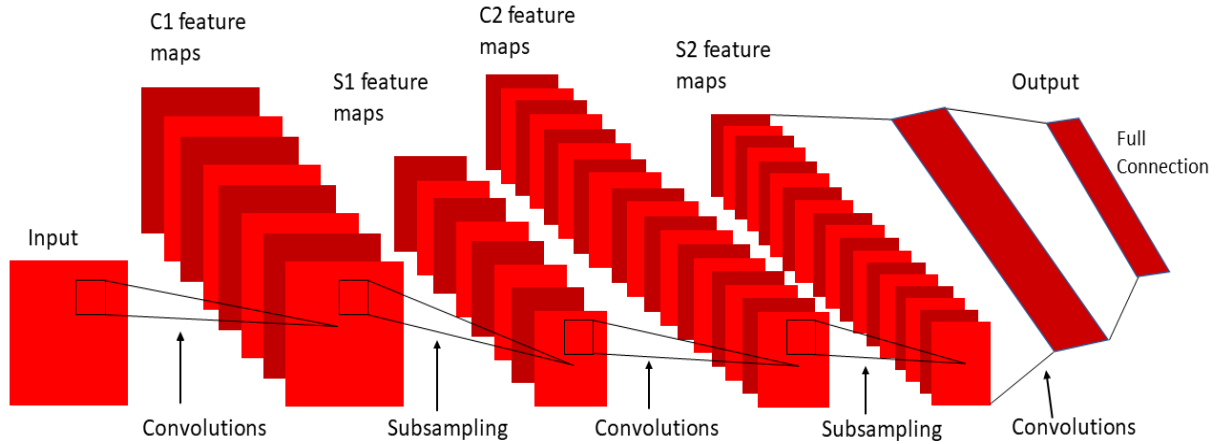 C1 feature
maps
S1 feature
maps
C2 feature
maps
S2 feature
maps
Output
Full
Connection
Input
Convolutions
Subsampling
Convolutions
Subsampling
Convolutions